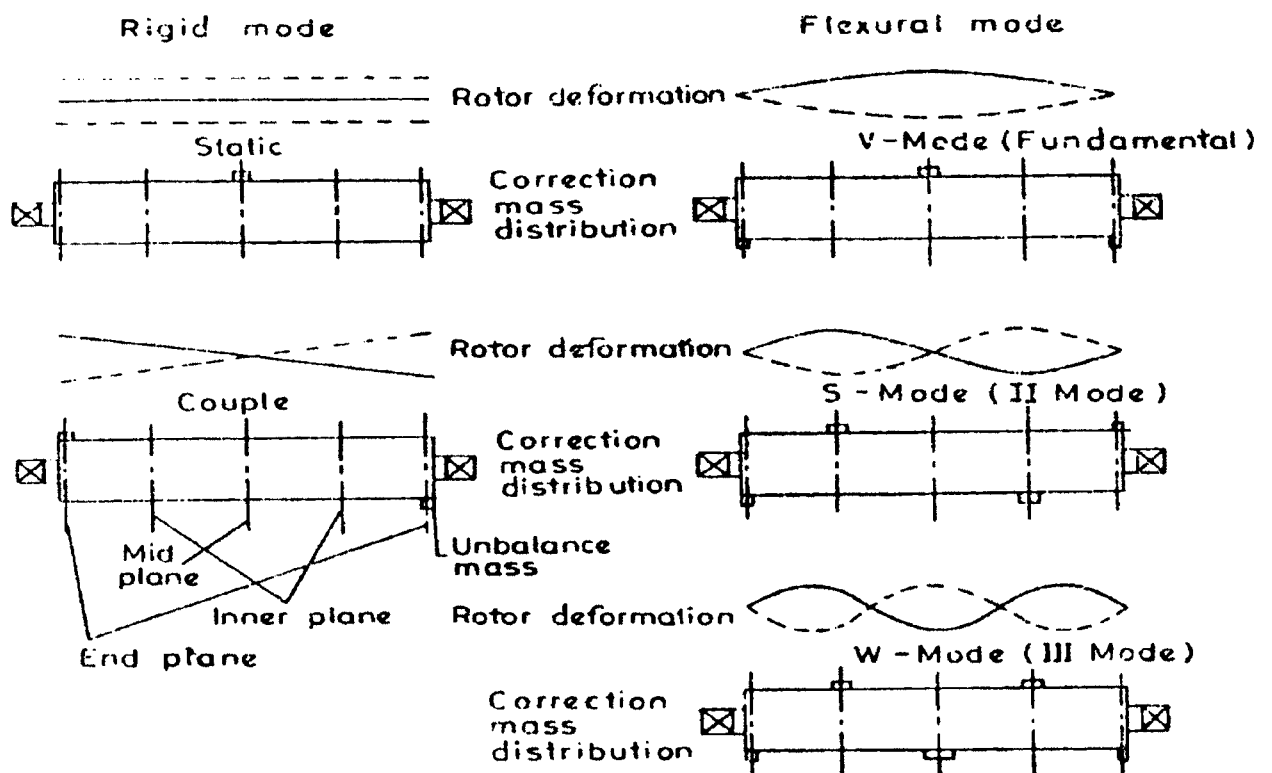 Rigid mode
Flexural mode
Rotor deformation
Static
V-Mode (Fundamental)
Correction
mass
distribution
Rotor deformation
Couple
S - Mode (II Mode)
Correction
mass
distribution
Mid
plane
Unbalance
mass
Inner plane
Rotor deformation
End plane
W-Mode (III Mode)
Correction
mass
distribution